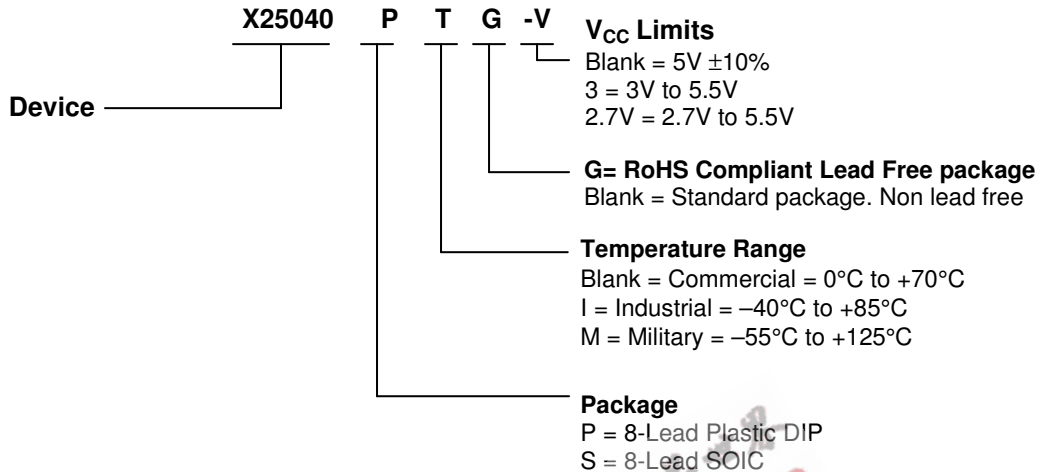 X25040 P T G -V
Device
VCC Limits
Blank = 5V ±10%
3 = 3V to 5.5V
2.7V = 2.7V to 5.5V
G= RoHS Compliant Lead Free package
Blank = Standard package. Non lead free
Temperature Range
Blank = Commercial = 0°C to +70°C
I = Industrial = –40°C to +85°C
M = Military = –55°C to +125°C
Package
P = 8-Lead Plastic DIP
S = 8-Lead SOIC